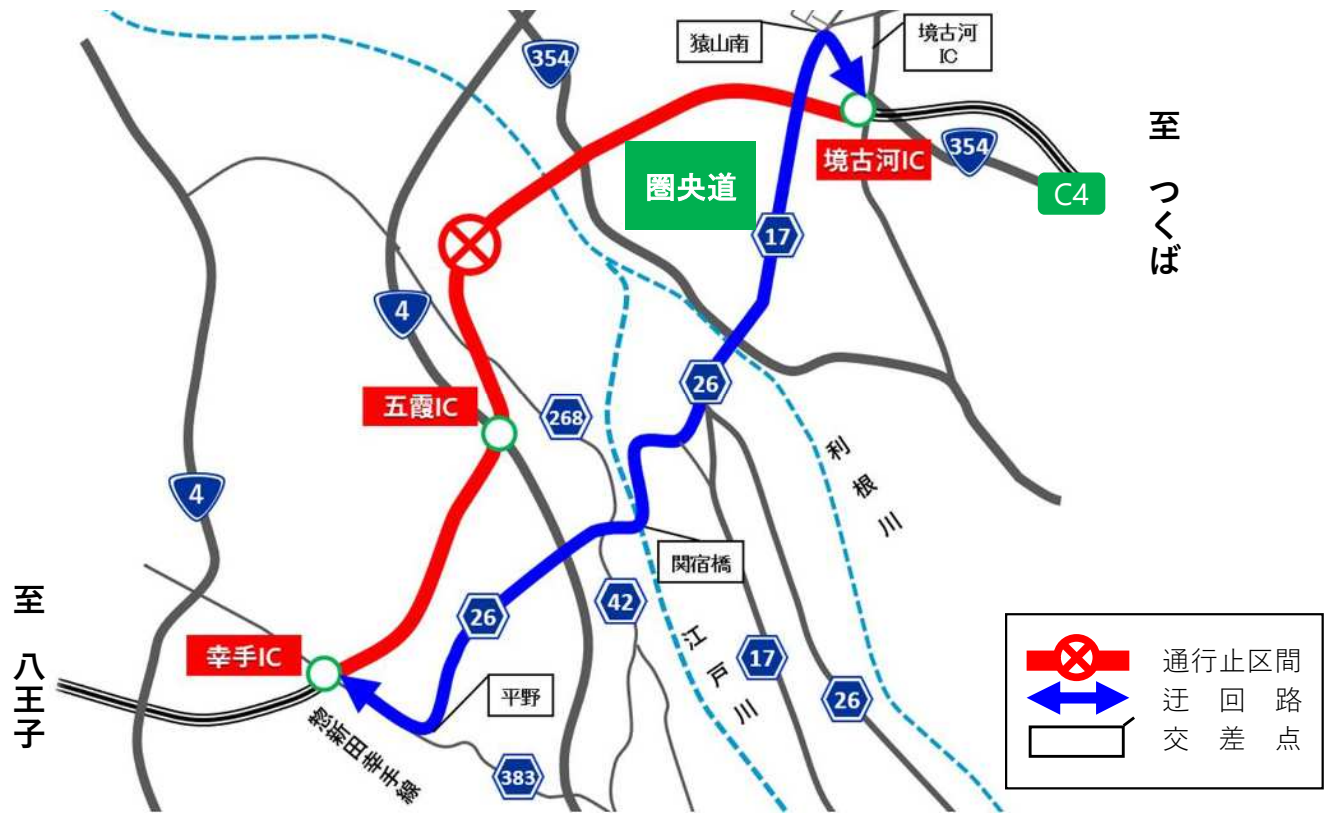 猿山南
境古河
IC
354
境古河IC
354
C4
至 つくば
圏央道
17
4
26
五霞IC
268
利根川
4
関宿橋
至 八王子
幸手IC
26
42
江戸川
17
26
平野
惣新田幸手線
383
通行止区間
迂回路
交差点